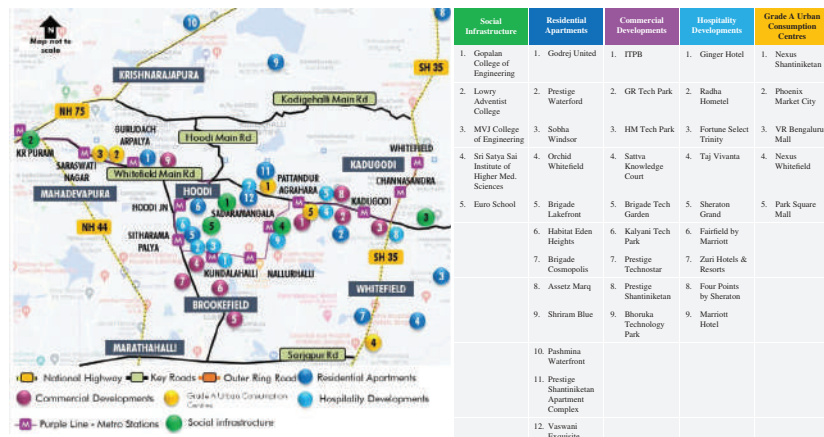 N
Map not to
scale
KRISHNARAJAPURA
SH 35
NH 75
Kodigehalli Main Rd
GURUDACH
ARPALYA
Hoodi Main Rd
KR PURAM
SARASWATI
NAGAR
Whitefield Main Rd
WHITEFIELD
KADUGODI
MAHADEVAPURA
HOODI
PATTANDUR
AGRAHARA
CHANNASANDRA
HOODI JN
SADARAMANGALA
KADUGODI
NH 44
SITHARAMA
PALYA
KUNDALAHALLI
NALLURHALLI
SH 35
BROOKEFIELD
WHITEFIELD
MARATHAHALLI
Sarjapur Rd
National Highway
Key Roads
Outer Ring Road
Residential Apartments
Commercial Developments
Grade A Urban Consumption
Centres
Hospitality Developments
Purple Line - Metro Stations
Social infrastructure
Social
Infrastructure
1. Gopalan
College of
Engineering
2. Lowry
Adventist
College
3. MVJ College
of Engineering
4. Sri Satya Sai
Institute of
Higher Med.
Sciences
5. Euro School
Residential
Apartments
1. Godrej United
2. Prestige
Waterford
3. Sobha
Windsor
4. Orchid
Whitefield
5. Brigade
Lakefront
6. Habitat Eden
Heights
7. Brigade
Cosmopolis
8. Assetz Marq
9. Shriram Blue
10. Pashmina
Waterfront
11. Prestige
Shantiniketan
Apartment
Complex
12. Vaswani
Exquisite
Commercial
Developments
1. ITPB
2. GR Tech Park
3. HM Tech Park
4. Sattva
Knowledge
Court
5. Brigade Tech
Garden
6. Kalyani Tech
Park
7. Prestige
Technostar
8. Prestige
Shantiniketan
9. Bhoruka
Technology
Park
Hospitality
Developments
1. Ginger Hotel
2. Radha
Hometel
3. Fortune Select
Trinity
4. Taj Vivanta
5. Sheraton
Grand
6. Fairfield by
Marriott
7. Zuri Hotels &
Resorts
8. Four Points
by Sheraton
9. Marriott
Hotel
Grade A Urban
Consumption
Centres
1. Nexus
Shantiniketan
2. Phoenix
Market City
3. VR Bengaluru
Mall
4. Nexus
Whitefield
5. Park Square
Mall